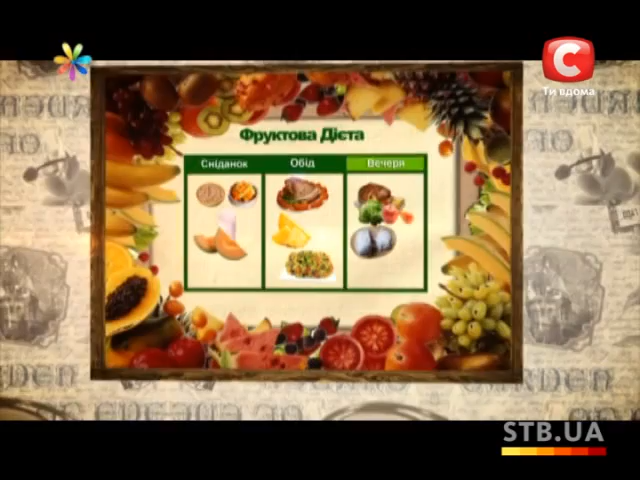 С
Ти вдома
Фруктова Дієта
Сніданок Обід Вечеря
STB.UA